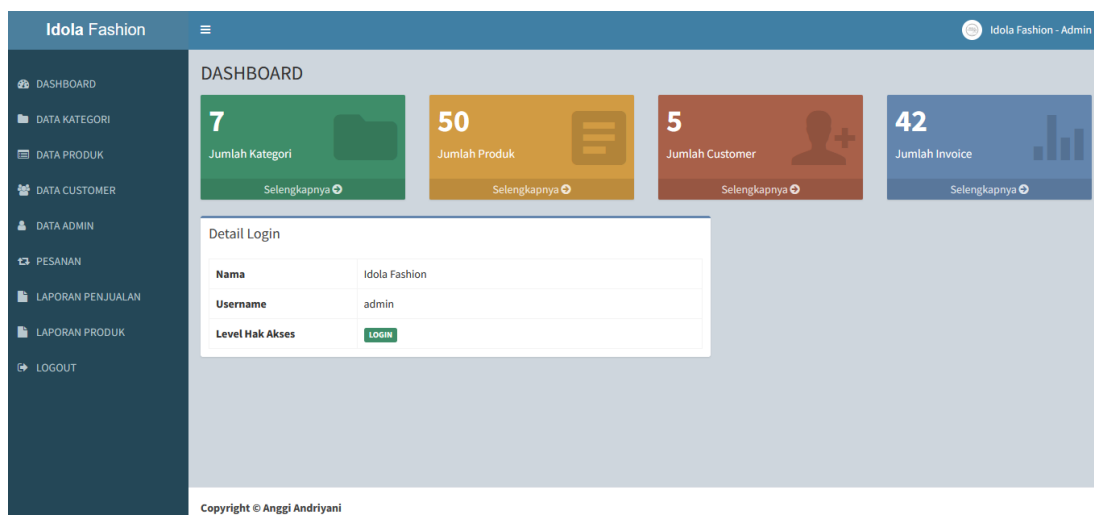 Idola Fashion
Idola Fashion - Admin
DASHBOARD
DATA KATEGORI
DATA PRODUK
DATA CUSTOMER
DATA ADMIN
PESANAN
LAPORAN PENJUALAN
LAPORAN PRODUK
LOGOUT
DASHBOARD
7
Jumlah Kategori
Selengkapnya
50
Jumlah Produk
Selengkapnya
5
Jumlah Customer
Selengkapnya
42
Jumlah Invoice
Selengkapnya
Detail Login
Nama Idola Fashion
Username admin
Level Hak Akses LOGIN
Copyright © Anggi Andriyani